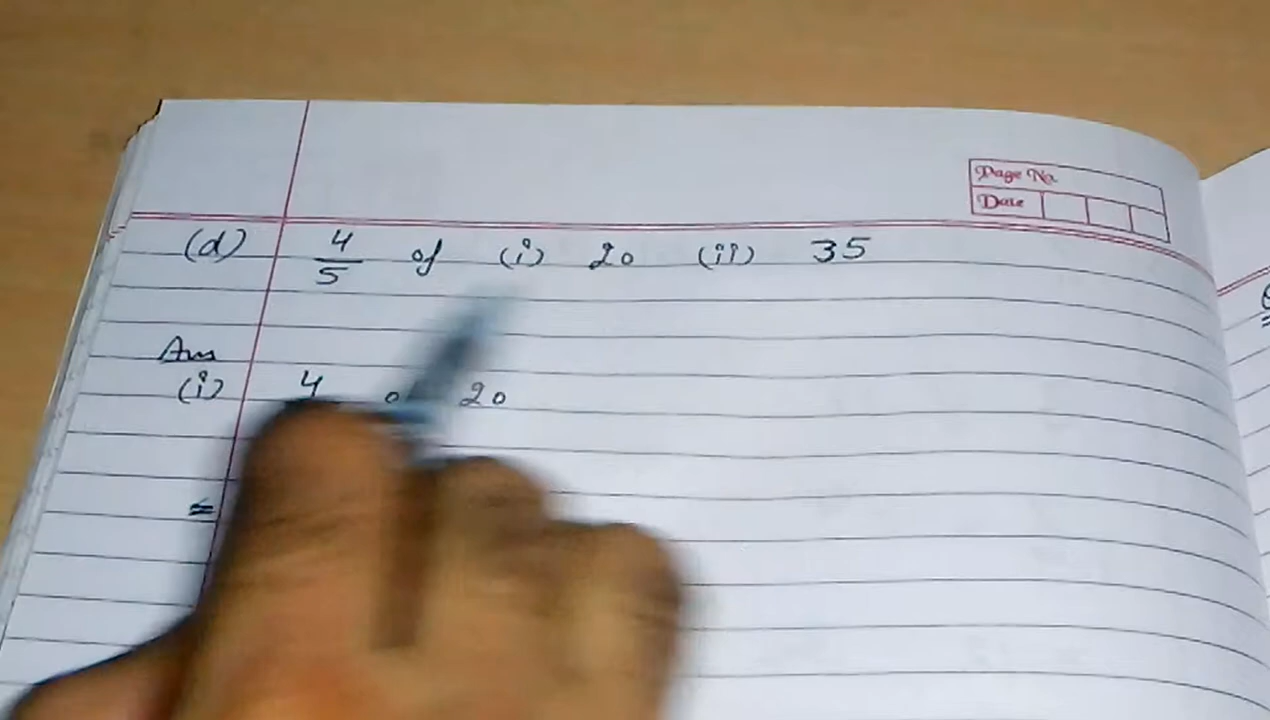 Page No.
Date
(d) 4/5 of (i) 20 (ii) 35
Ans
(i) 4 20
=